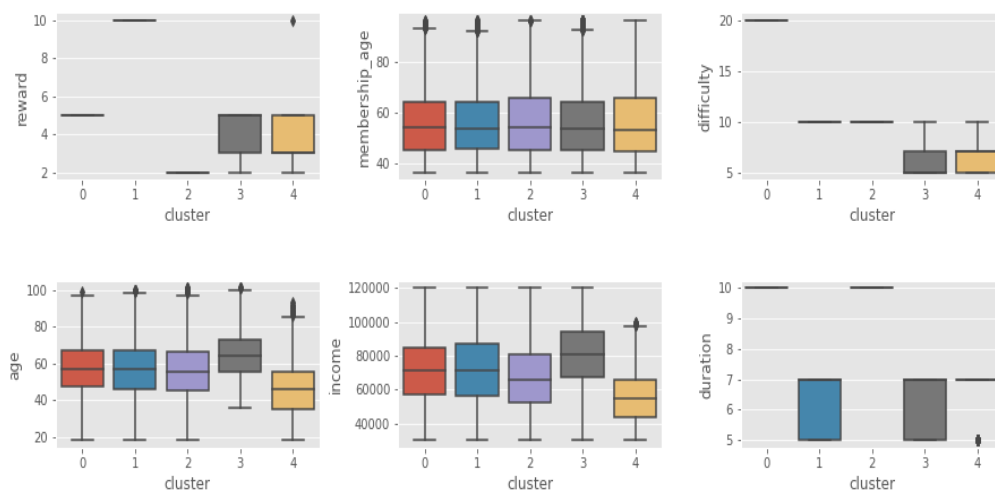 reward
10
8
6
4
2
0 1 2 3 4
cluster
membership_age
80
60
40
0 1 2 3 4
cluster
difficulty
20
15
10
5
0 1 2 3 4
cluster
age
100
80
60
40
20
0 1 2 3 4
cluster
income
120000
100000
80000
60000
40000
0 1 2 3 4
cluster
duration
10
9
8
7
6
5
0 1 2 3 4
cluster